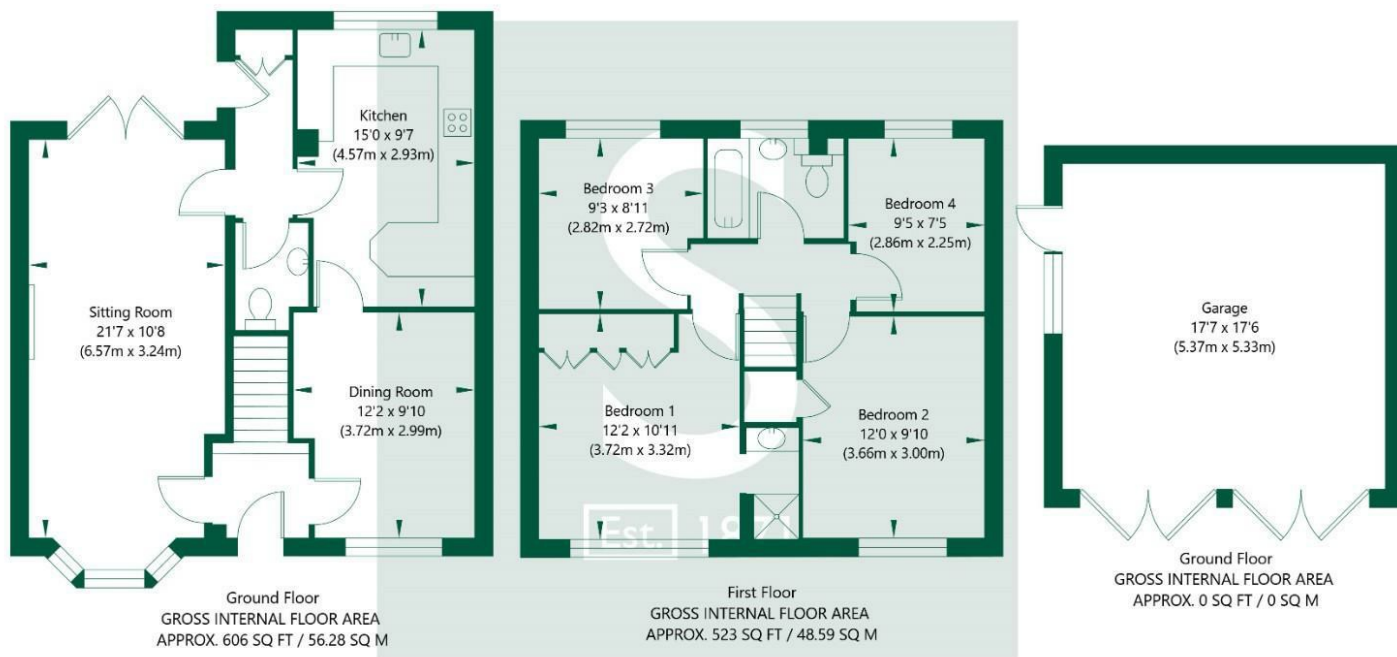 Kitchen
15'0 x 9'7
(4.57m x 2.93m)
Sitting Room
21'7 x 10'8
(6.57m x 3.24m)
Dining Room
12'2 x 9'10
(3.72m x 2.99m)
Ground Floor
GROSS INTERNAL FLOOR AREA
APPROX. 606 SQ FT / 56.28 SQ M
Bedroom 3
9'3 x 8'11
(2.82m x 2.72m)
Bedroom 4
9'5 x 7'5
(2.86m x 2.25m)
Bedroom 1
12'2 x 10'11
(3.72m x 3.32m)
Bedroom 2
12'0 x 9'10
(3.66m x 3.00m)
S
Est. 1871
First Floor
GROSS INTERNAL FLOOR AREA
APPROX. 523 SQ FT / 48.59 SQ M
Garage
17'7 x 17'6
(5.37m x 5.33m)
Ground Floor
GROSS INTERNAL FLOOR AREA
APPROX. 0 SQ FT / 0 SQ M